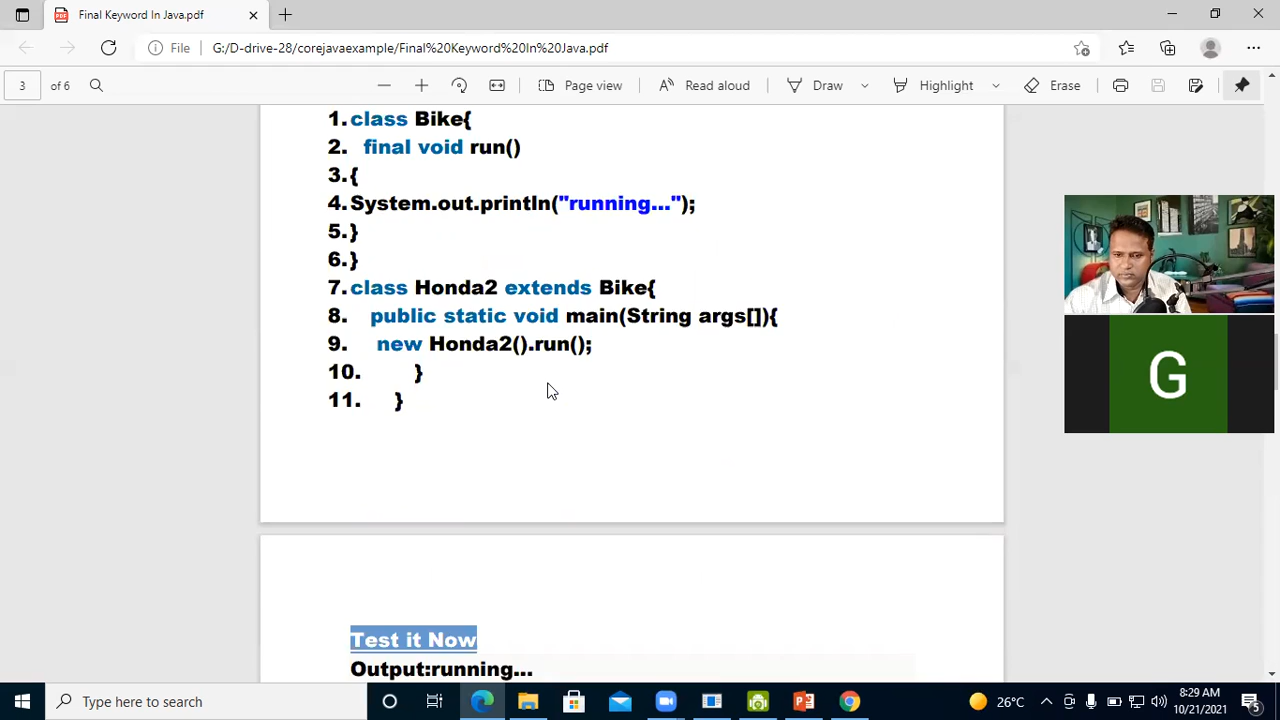 Final Keyword In Java.pdf
File G:/D-drive-28/corejavaexample/Final%20Keyword%20In%20Java.pdf
3 of 6 Page view Read aloud Draw Highlight Erase
1. class Bike{
2. final void run()
3. {
4. System.out.println("running...");
5. }
6. }
7. class Honda2 extends Bike{
8. public static void main(String args[]){
9. new Honda2().run();
10. }
11. }
G
Test it Now
Output:running...
Type here to search
26°C
8:29 AM
10/21/2021
5